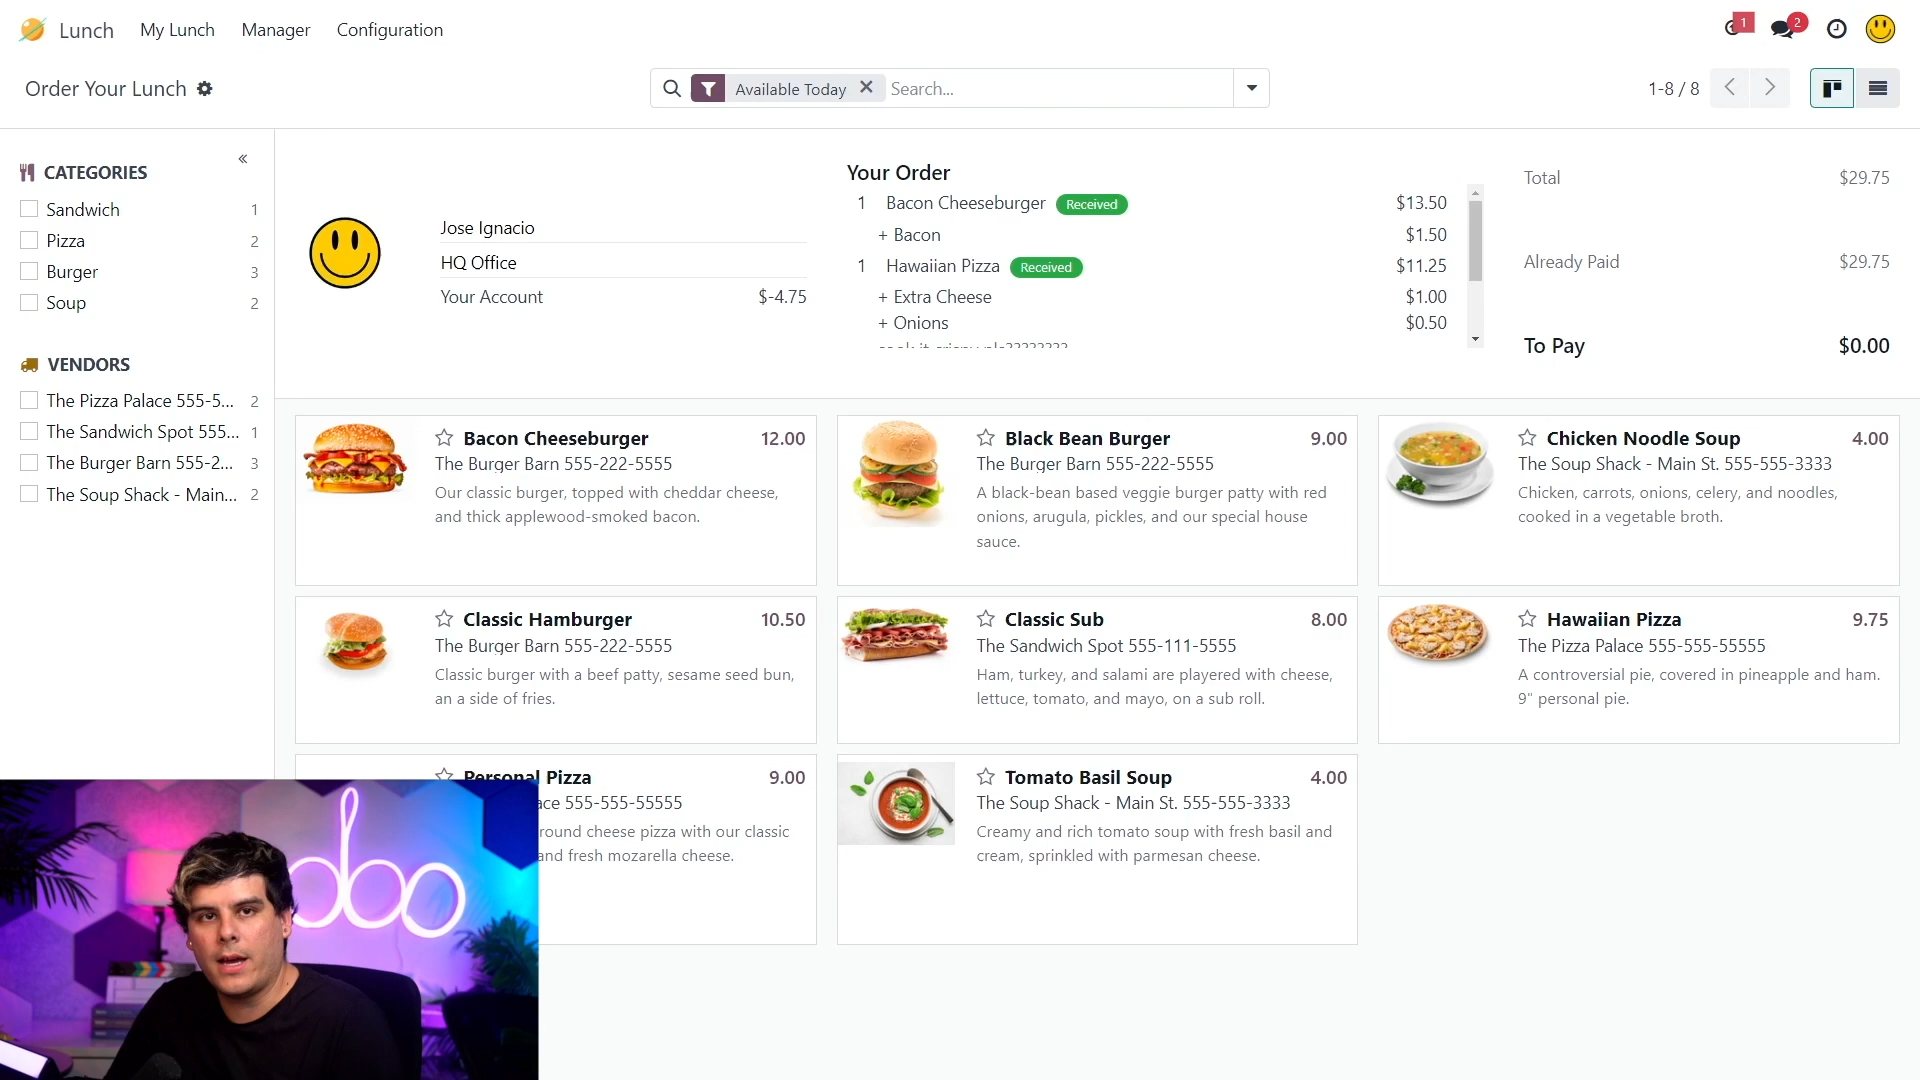 Lunch My Lunch Manager Configuration 1 2
Order Your Lunch Available Today Search... 1-8 / 8
CATEGORIES
Sandwich 1
Pizza 2
Burger 3
Soup 2
VENDORS
The Pizza Palace 555-5... 2
The Sandwich Spot 555... 1
The Burger Barn 555-2... 3
The Soup Shack - Main... 2
Jose Ignacio
HQ Office
Your Account $-4.75
Your Order
1 Bacon Cheeseburger Received $13.50
+ Bacon $1.50
1 Hawaiian Pizza Received $11.25
+ Extra Cheese $1.00
+ Onions $0.50
Total $29.75
Already Paid $29.75
To Pay $0.00
Bacon Cheeseburger 12.00
The Burger Barn 555-222-5555
Our classic burger, topped with cheddar cheese,
and thick applewood-smoked bacon.
Black Bean Burger 9.00
The Burger Barn 555-222-5555
A black-bean based veggie burger patty with red
onions, arugula, pickles, and our special house
sauce.
Chicken Noodle Soup 4.00
The Soup Shack - Main St. 555-555-3333
Chicken, carrots, onions, celery, and noodles,
cooked in a vegetable broth.
Classic Hamburger 10.50
The Burger Barn 555-222-5555
Classic burger with a beef patty, sesame seed bun,
an a side of fries.
Classic Sub 8.00
The Sandwich Spot 555-111-5555
Ham, turkey, and salami are playered with cheese,
lettuce, tomato, and mayo, on a sub roll.
Hawaiian Pizza 9.75
The Pizza Palace 555-555-55555
A controversial pie, covered in pineapple and ham.
9" personal pie.
Personal Pizza 9.00
ace 555-555-55555
round cheese pizza with our classic
and fresh mozarella cheese.
Tomato Basil Soup 4.00
The Soup Shack - Main St. 555-555-3333
Creamy and rich tomato soup with fresh basil and
cream, sprinkled with parmesan cheese.